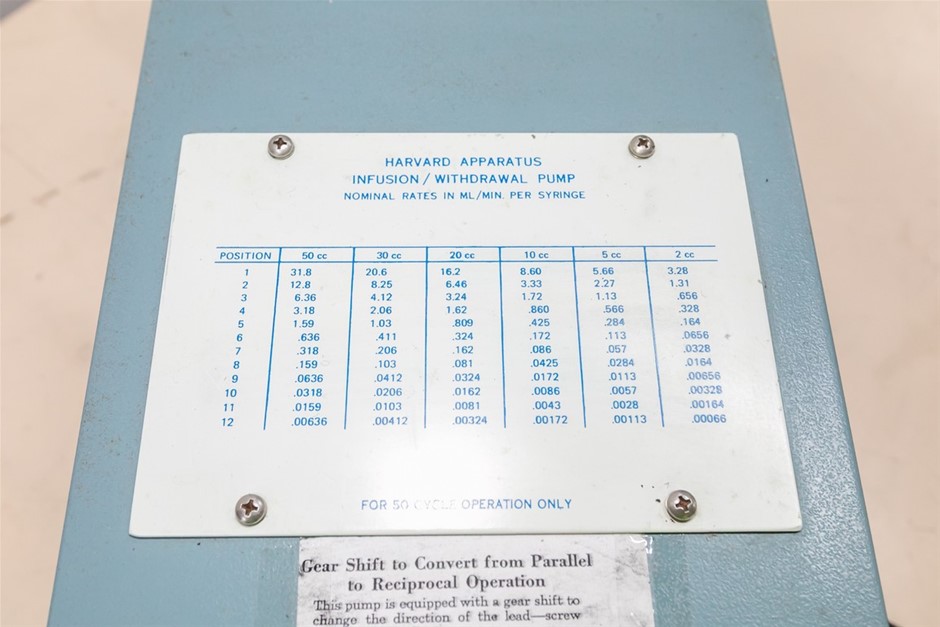 HARVARD APPARATUS
INFUSION / WITHDRAWAL PUMP
NOMINAL RATES IN ML/MIN. PER SYRINGE
POSITION 50 cc 30 cc 20 cc 10 cc 5 cc 2 cc
1 31.8 20.6 16.2 8.60 5.66 3.28
2 12.8 8.25 6.46 3.33 2.27 1.31
3 6.36 4.12 3.24 1.72 1.13 .656
4 3.18 2.06 1.62 .860 .566 .328
5 1.59 1.03 .809 .425 .284 .164
6 .636 .411 .324 .172 .113 .0656
7 .318 .206 .162 .086 .057 .0328
8 .159 .103 .081 .0425 .0284 .0164
9 .0636 .0412 .0324 .0172 .0113 .00656
10 .0318 .0206 .0162 .0086 .0057 .00328
11 .0159 .0103 .0081 .0043 .0028 .00164
12 .00636 .00412 .00324 .00172 .00113 .00066
FOR 50 CYCLE OPERATION ONLY
Gear Shift to Convert from Parallel
to Reciprocal Operation
This pump is equipped with a gear shift to
change the direction of the lead—screw